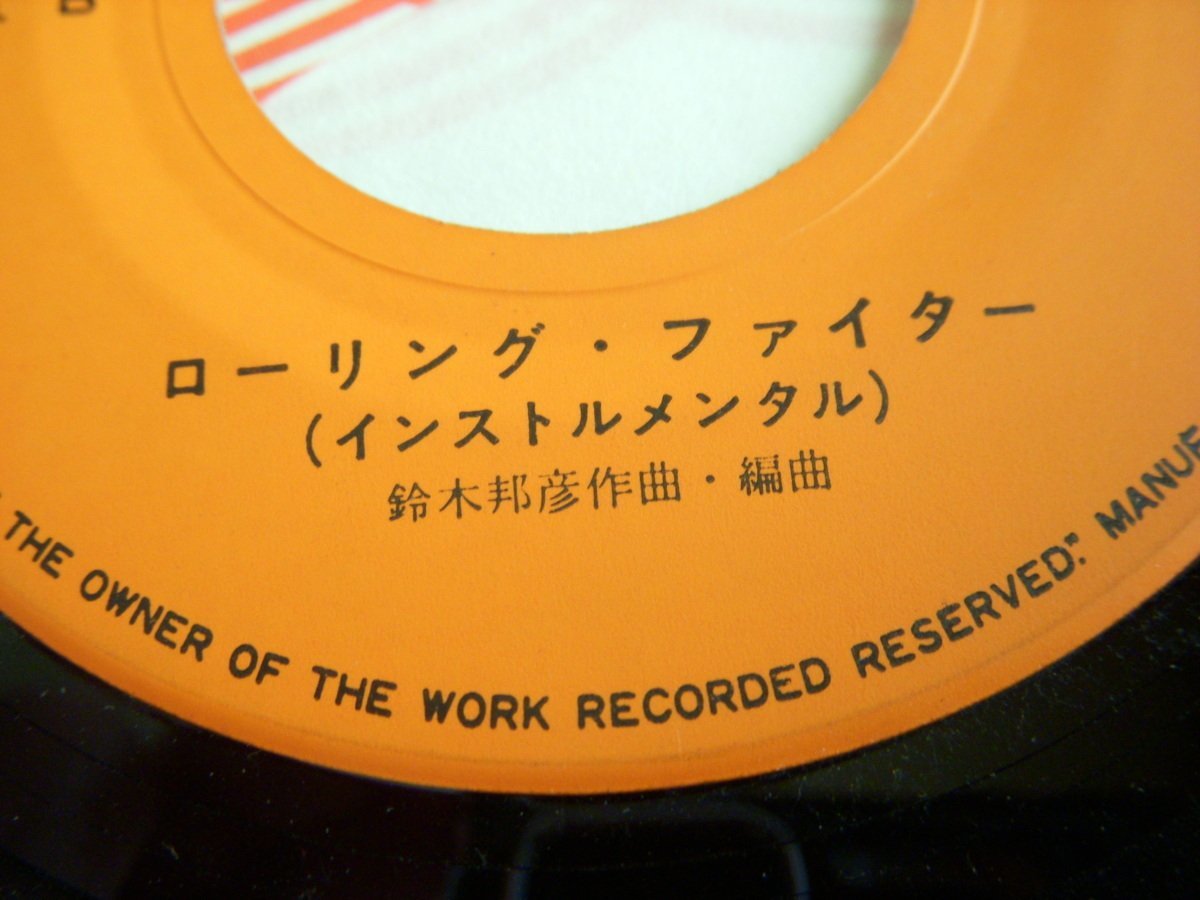 ローリング・ファイター
(インストルメンタル)
鈴木邦彦作曲・編曲
THE OWNER OF THE WORK RECORDED RESERVED.